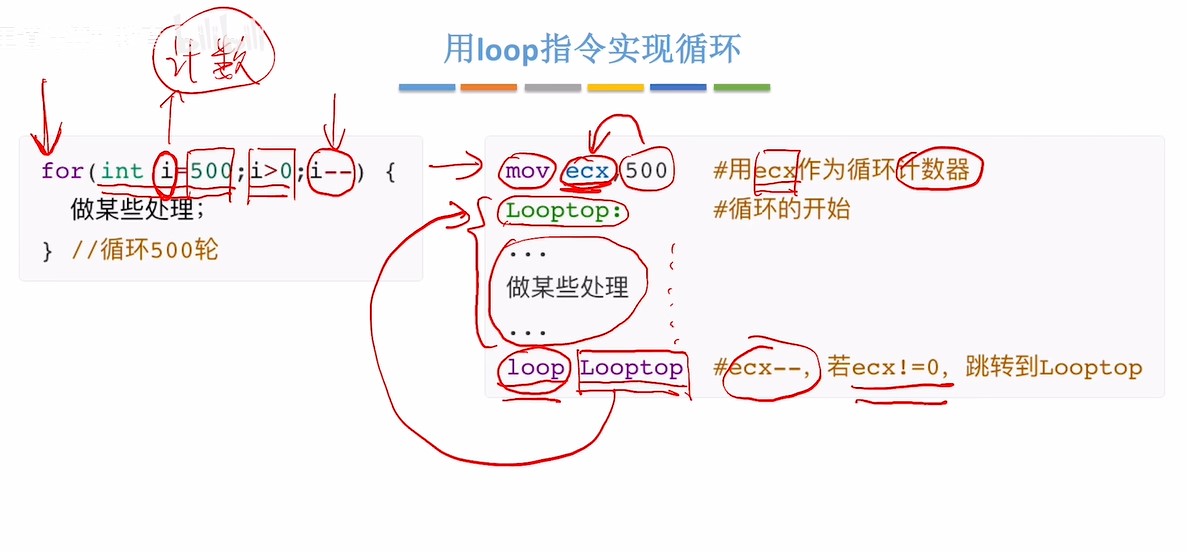 计数
用loop指令实现循环
for(int i=500;i>0;i--) {
做某些处理;
} //循环500轮
mov ecx,500 #用ecx作为循环计数器
Looptop: #循环的开始
...
做某些处理
...
loop Looptop #ecx--, 若ecx!=0, 跳转到Looptop